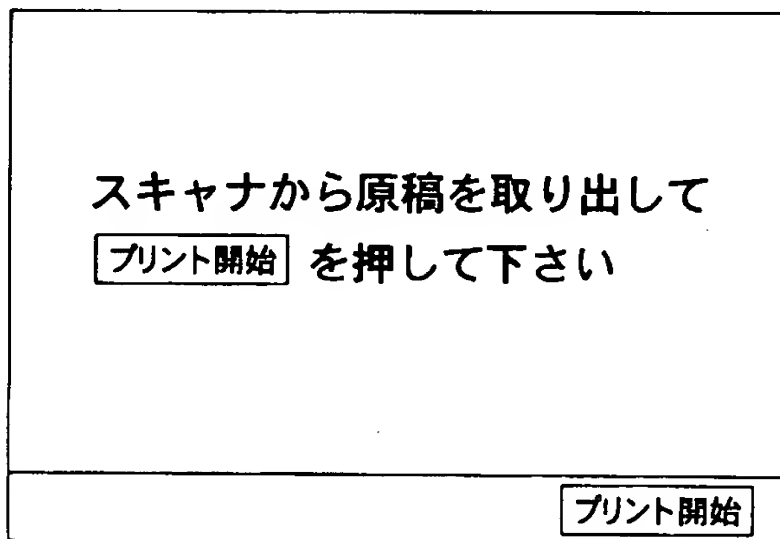 スキャナから原稿を取り出して
プリント開始 を押して下さい
プリント開始